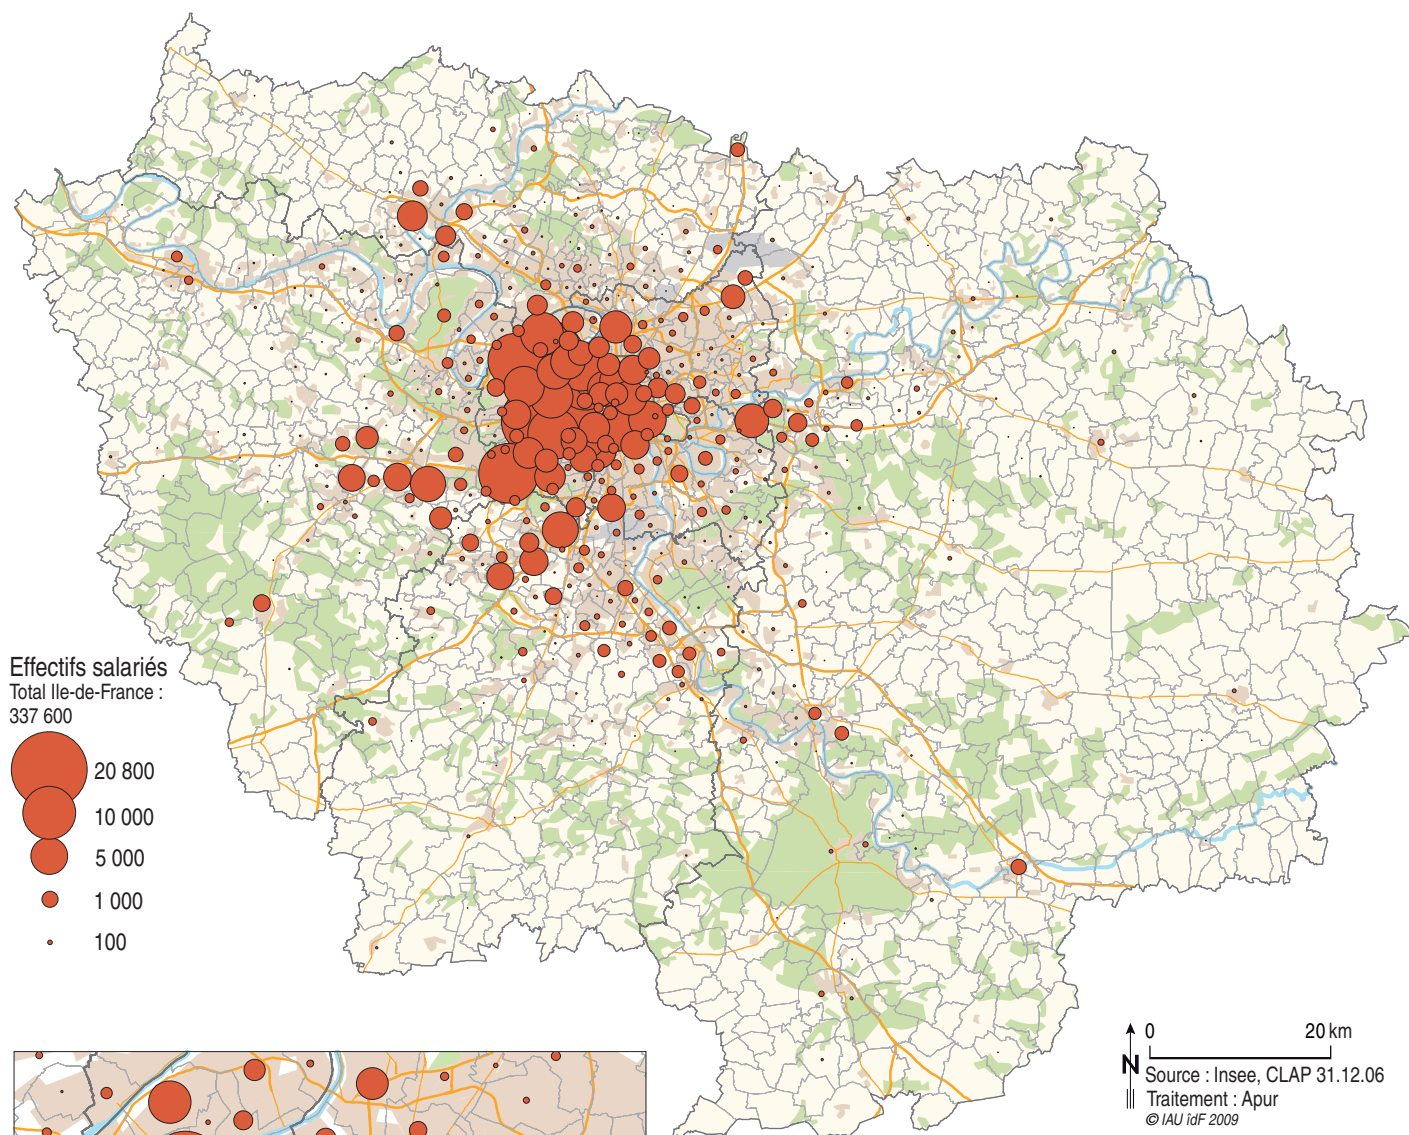 Effectifs salariés
Total Ile-de-France :
337 600
20 800
10 000
5 000
1 000
100
0 20 km
N
Source : Insee, CLAP 31.12.06
Traitement : Apur
© IAU îdF 2009